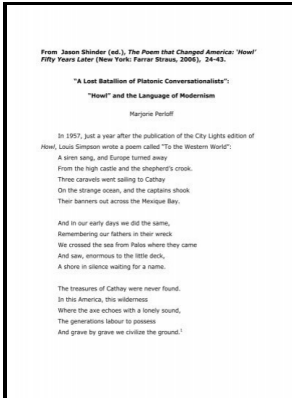 From Jason Shinder (ed.), The Poem that Changed America: 'Howl'
Fifty Years Later (New York: Farrar Straus, 2006), 24-43.
"A Lost Batallion of Platonic Conversationalists":
"Howl" and the Language of Modernism
Marjorie Perloff
In 1957, just a year after the publication of the City Lights edition of
Howl, Louis Simpson wrote a poem called "To the Western World":
A siren sang, and Europe turned away
From the high castle and the shepherd's crook.
Three caravels went sailing to Cathay
On the strange ocean, and the captains shook
Their banners out across the Mexique Bay.
And in our early days we did the same,
Remembering our fathers in their wreck
We crossed the sea from Palos where they came
And saw, enormous to the little deck,
A shore in silence waiting for a name.
The treasures of Cathay were never found.
In this America, this wilderness
Where the axe echoes with a lonely sound,
The generations labour to possess
And grave by grave we civilize the ground.1